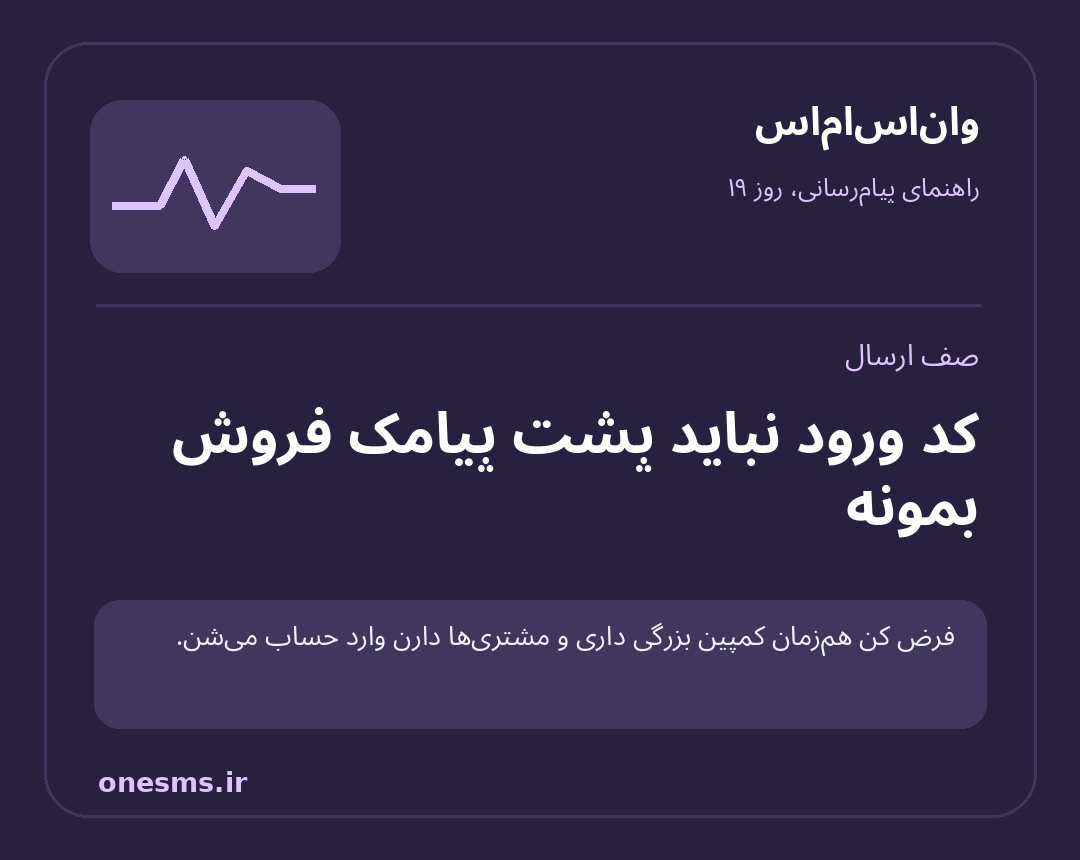 وان‌اس‌ام‌اس
راهنمای پیام‌رسانی، روز ۱۹
صف ارسال
کد ورود نباید پشت پیامک فروش
بمونه
فرض کن هم‌زمان کمپین بزرگی داری و مشتری‌ها دارن وارد حساب می‌شن.
onesms.ir